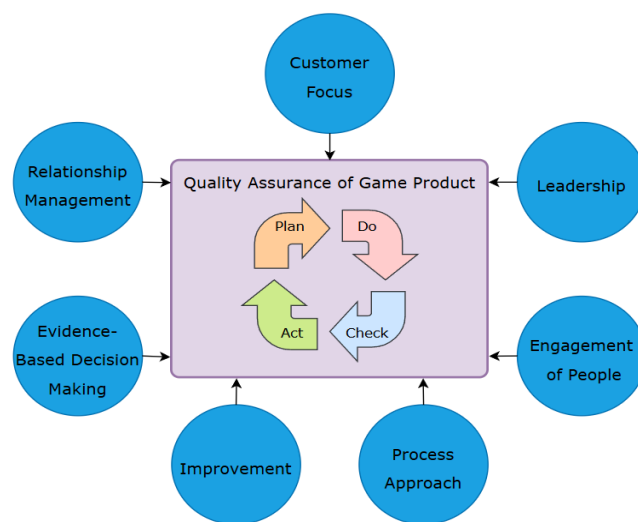 Customer
Focus
Relationship
Management
Quality Assurance of Game Product
Leadership
Plan
Do
Act
Check
Evidence-
Based Decision
Making
Engagement
of People
Improvement
Process
Approach